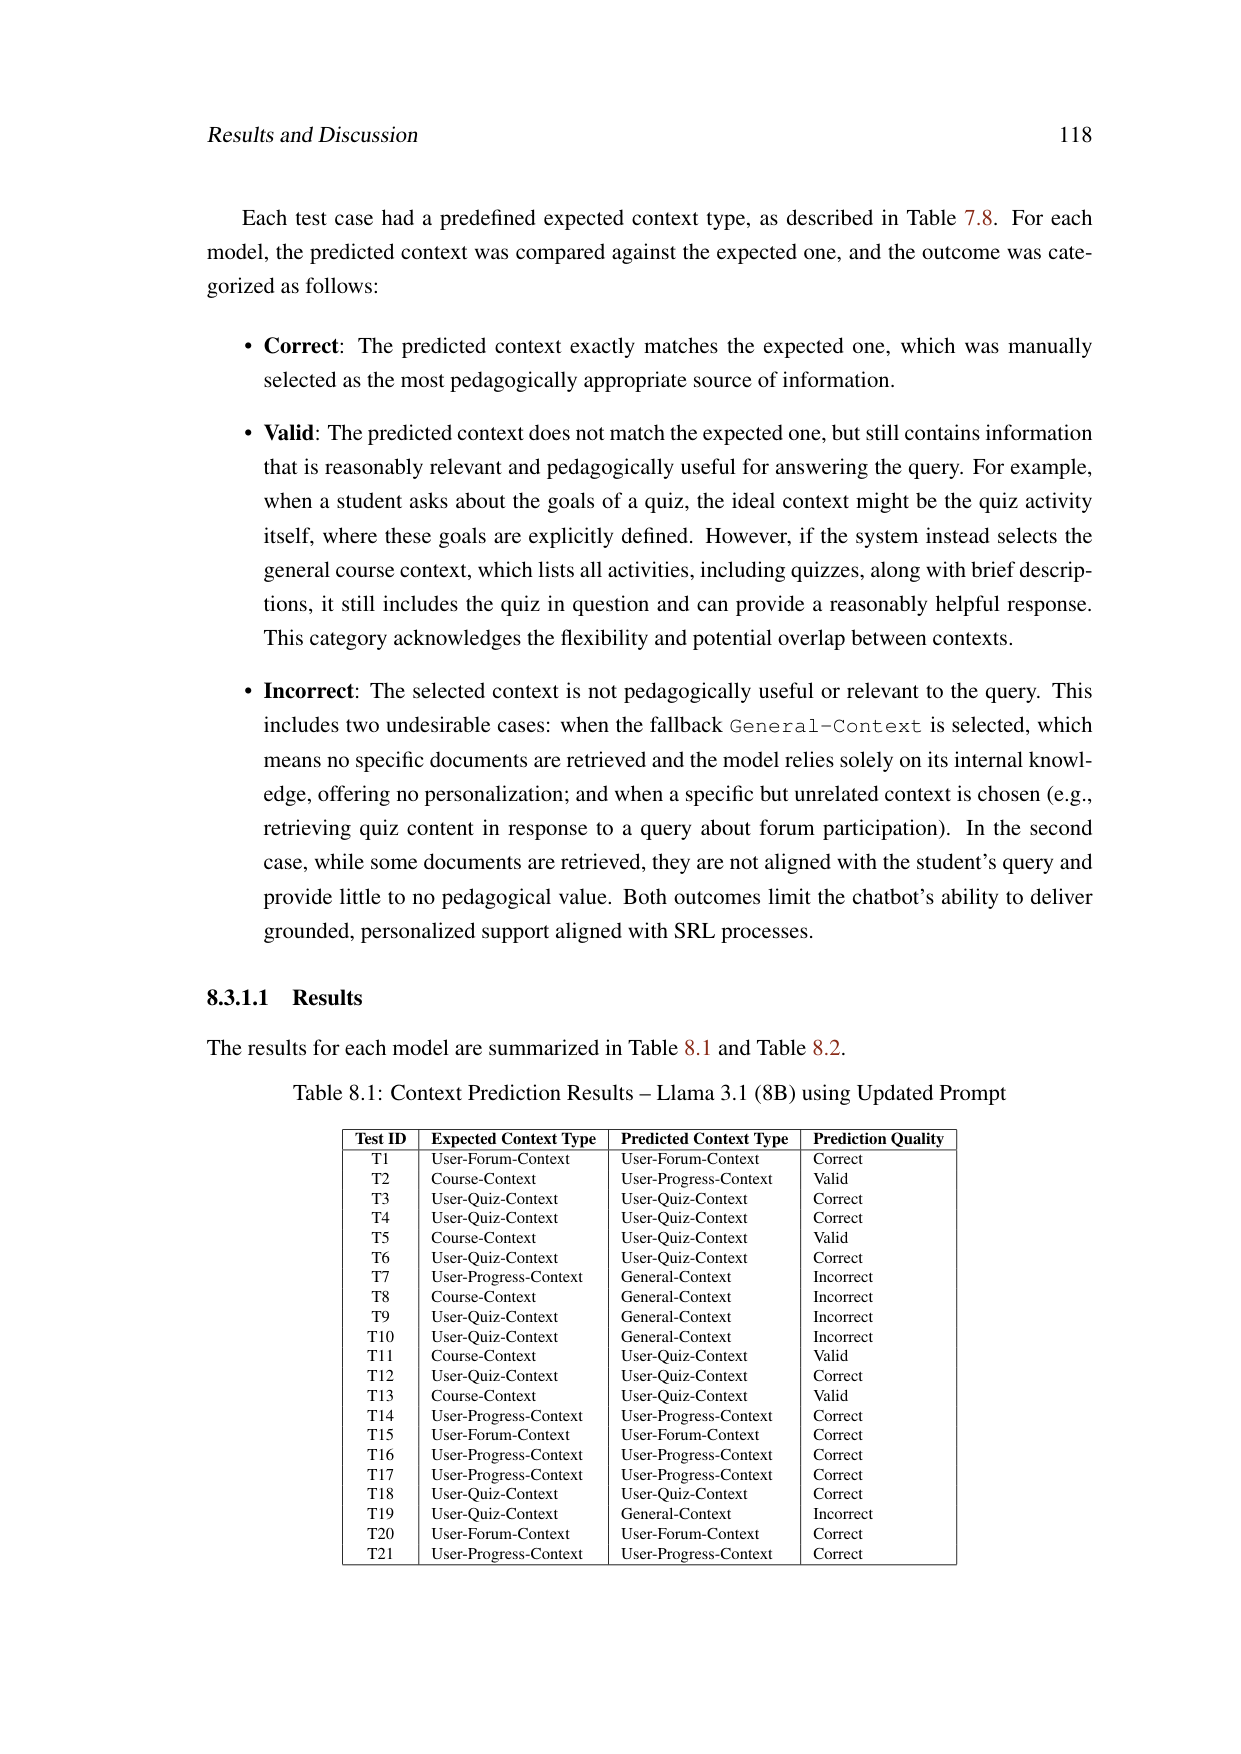 Results and Discussion 118
Each test case had a predefined expected context type, as described in Table 7.8. For each
model, the predicted context was compared against the expected one, and the outcome was cate-
gorized as follows:
• Correct: The predicted context exactly matches the expected one, which was manually
selected as the most pedagogically appropriate source of information.
• Valid: The predicted context does not match the expected one, but still contains information
that is reasonably relevant and pedagogically useful for answering the query. For example,
when a student asks about the goals of a quiz, the ideal context might be the quiz activity
itself, where these goals are explicitly defined. However, if the system instead selects the
general course context, which lists all activities, including quizzes, along with brief descrip-
tions, it still includes the quiz in question and can provide a reasonably helpful response.
This category acknowledges the flexibility and potential overlap between contexts.
• Incorrect: The selected context is not pedagogically useful or relevant to the query. This
includes two undesirable cases: when the fallback General-Context is selected, which
means no specific documents are retrieved and the model relies solely on its internal knowl-
edge, offering no personalization; and when a specific but unrelated context is chosen (e.g.,
retrieving quiz content in response to a query about forum participation). In the second
case, while some documents are retrieved, they are not aligned with the student's query and
provide little to no pedagogical value. Both outcomes limit the chatbot's ability to deliver
grounded, personalized support aligned with SRL processes.
8.3.1.1 Results
The results for each model are summarized in Table 8.1 and Table 8.2.
Table 8.1: Context Prediction Results – Llama 3.1 (8B) using Updated Prompt
Test ID Expected Context Type Predicted Context Type Prediction Quality
T1 User-Forum-Context User-Forum-Context Correct
T2 Course-Context User-Progress-Context Valid
T3 User-Quiz-Context User-Quiz-Context Correct
T4 User-Quiz-Context User-Quiz-Context Correct
T5 Course-Context User-Quiz-Context Valid
T6 User-Quiz-Context User-Quiz-Context Correct
T7 User-Progress-Context General-Context Incorrect
T8 Course-Context General-Context Incorrect
T9 User-Quiz-Context General-Context Incorrect
T10 User-Quiz-Context General-Context Incorrect
T11 Course-Context User-Quiz-Context Valid
T12 User-Quiz-Context User-Quiz-Context Correct
T13 Course-Context User-Quiz-Context Valid
T14 User-Progress-Context User-Progress-Context Correct
T15 User-Forum-Context User-Forum-Context Correct
T16 User-Progress-Context User-Progress-Context Correct
T17 User-Progress-Context User-Progress-Context Correct
T18 User-Quiz-Context User-Quiz-Context Correct
T19 User-Quiz-Context General-Context Incorrect
T20 User-Forum-Context User-Forum-Context Correct
T21 User-Progress-Context User-Progress-Context Correct